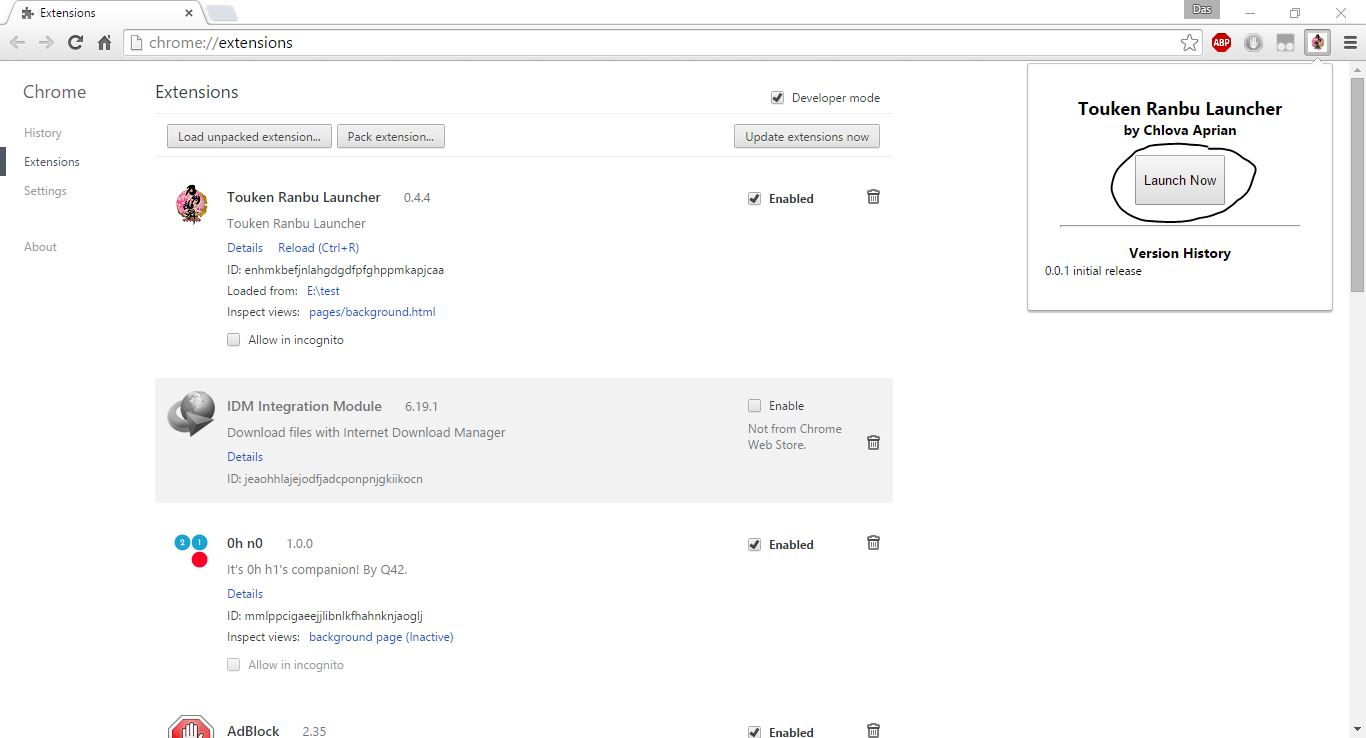 Extensions
Das
chrome://extensions
ABP
Chrome
History
Extensions
Settings
About
Extensions
Developer mode
Load unpacked extension...
Pack extension...
Update extensions now
Touken Ranbu Launcher 0.4.4
Enabled
Touken Ranbu Launcher
Details Reload (Ctrl+R)
ID: enhmkbefjnlahgdgdfpfghppmkapjcaa
Loaded from: E:\test
Inspect views: pages/background.html
Allow in incognito
IDM Integration Module 6.19.1
Enable
Download files with Internet Download Manager
Not from Chrome
Web Store.
Details
ID: jeaohhlajejodfjadcponpnjgkiikocn
2 1
0h n0 1.0.0
Enabled
It's 0h h1's companion! By Q42.
Details
ID: mmlppcigaeejjlibnlkfhahnknjaoglj
Inspect views: background page (Inactive)
Allow in incognito
AdBlock 2.35
Enabled
Touken Ranbu Launcher
by Chlova Aprian
Launch Now
Version History
0.0.1 initial release